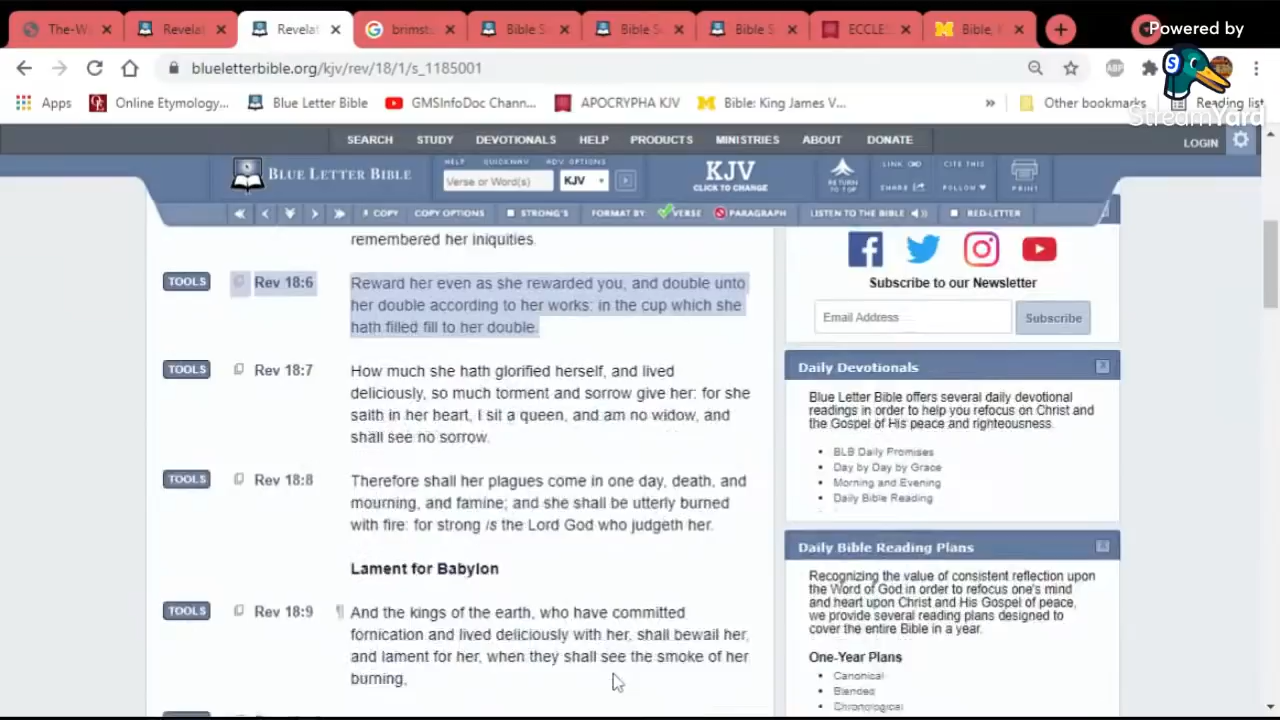 The-W
Revelat
Revelat
brimst
Bible S
Bible S
Bible S
ECCLES
Bible, K
Powered by
blueletterbible.org/kjv/rev/18/1/s_1185001
ABP
StreamYard
Apps
Online Etymology...
Blue Letter Bible
GMSInfoDoc Chann...
APOCRYPHA KJV
Bible: King James V...
»
Other bookmarks
Reading list
SEARCH STUDY DEVOTIONALS HELP PRODUCTS MINISTRIES ABOUT DONATE
LOGIN
HELP QUICKNAV ADV OPTIONS
BLUE LETTER BIBLE
Verse or Word(s)
KJV
KJV
CLICK TO CHANGE
RETURN
TO TOP
LINK
CITE THIS
SHARE
FOLLOW
PRINT
COPY COPY OPTIONS STRONG'S FORMAT BY: VERSE PARAGRAPH LISTEN TO THE BIBLE RED-LETTER
remembered her iniquities.
TOOLS Rev 18:6 Reward her even as she rewarded you, and double unto
her double according to her works: in the cup which she
hath filled fill to her double.
TOOLS Rev 18:7 How much she hath glorified herself, and lived
deliciously, so much torment and sorrow give her: for she
saith in her heart, I sit a queen, and am no widow, and
shall see no sorrow.
TOOLS Rev 18:8 Therefore shall her plagues come in one day, death, and
mourning, and famine; and she shall be utterly burned
with fire: for strong is the Lord God who judgeth her.
Lament for Babylon
TOOLS Rev 18:9 ¶ And the kings of the earth, who have committed
fornication and lived deliciously with her, shall bewail her,
and lament for her, when they shall see the smoke of her
burning,
Subscribe to our Newsletter
Email Address
Subscribe
Daily Devotionals
Blue Letter Bible offers several daily devotional
readings in order to help you refocus on Christ and
the Gospel of His peace and righteousness.
BLB Daily Promises
Day by Day by Grace
Morning and Evening
Daily Bible Reading
Daily Bible Reading Plans
Recognizing the value of consistent reflection upon
the Word of God in order to refocus one's mind
and heart upon Christ and His Gospel of peace,
we provide several reading plans designed to
cover the entire Bible in a year.
One-Year Plans
Canonical
Blended
Chronological